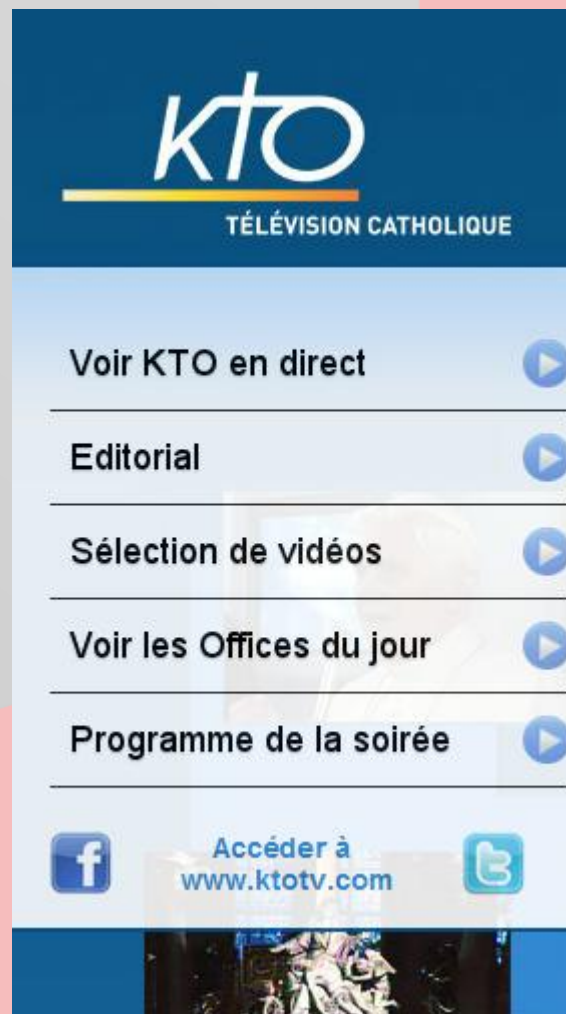 kto
TÉLÉVISION CATHOLIQUE
Voir KTO en direct
Editorial
Sélection de vidéos
Voir les Offices du jour
Programme de la soirée
Accéder à
www.ktotv.com